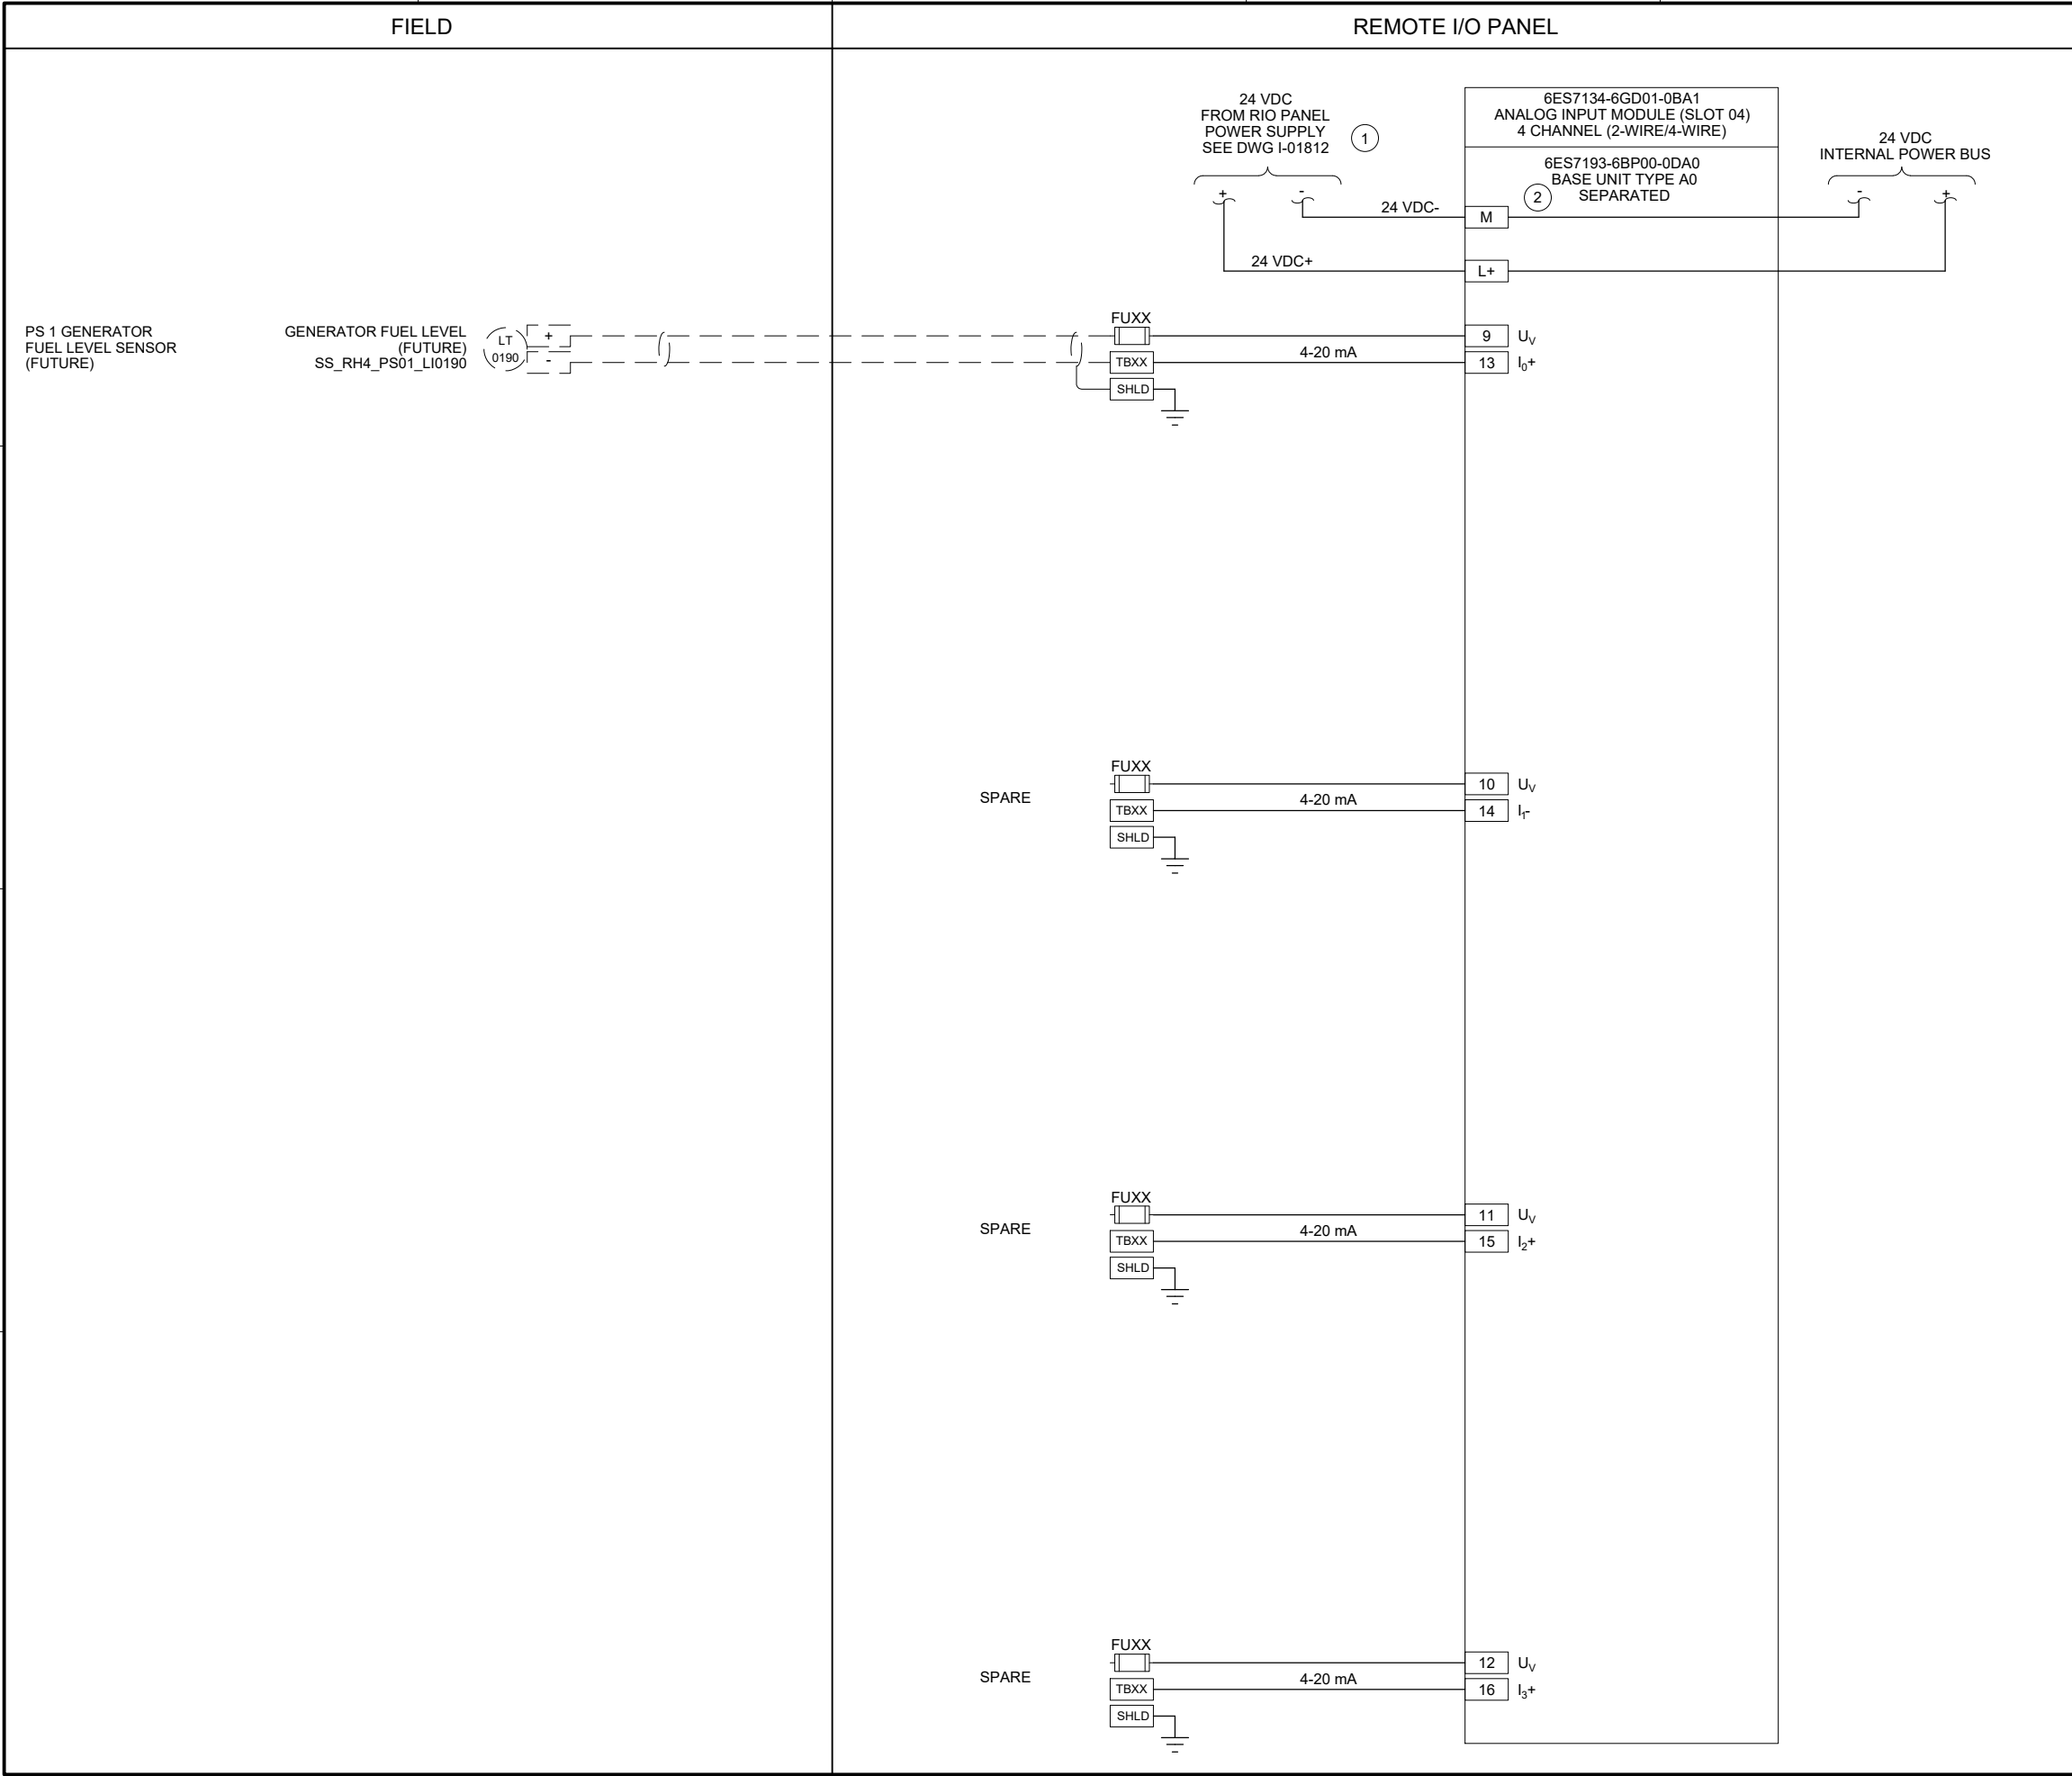 FIELD
REMOTE I/O PANEL
24 VDC
FROM RIO PANEL
POWER SUPPLY
SEE DWG I-01812
1
6ES7134-6GD01-0BA1
ANALOG INPUT MODULE (SLOT 04)
4 CHANNEL (2-WIRE/4-WIRE)
6ES7193-6BP00-0DA0
BASE UNIT TYPE A0
SEPARATED
2
24 VDC
INTERNAL POWER BUS
+ -
- +
24 VDC-
M
24 VDC+
L+
PS 1 GENERATOR
FUEL LEVEL SENSOR
(FUTURE)
GENERATOR FUEL LEVEL
(FUTURE)
SS_RH4_PS01_LI0190
LT
0190
+
-
FUXX
9 UV
4-20 mA
TBXX
13 I0+
SHLD
SPARE
FUXX
10 UV
4-20 mA
TBXX
14 I1-
SHLD
SPARE
FUXX
11 UV
4-20 mA
TBXX
15 I2+
SHLD
SPARE
FUXX
12 UV
4-20 mA
TBXX
16 I3+
SHLD